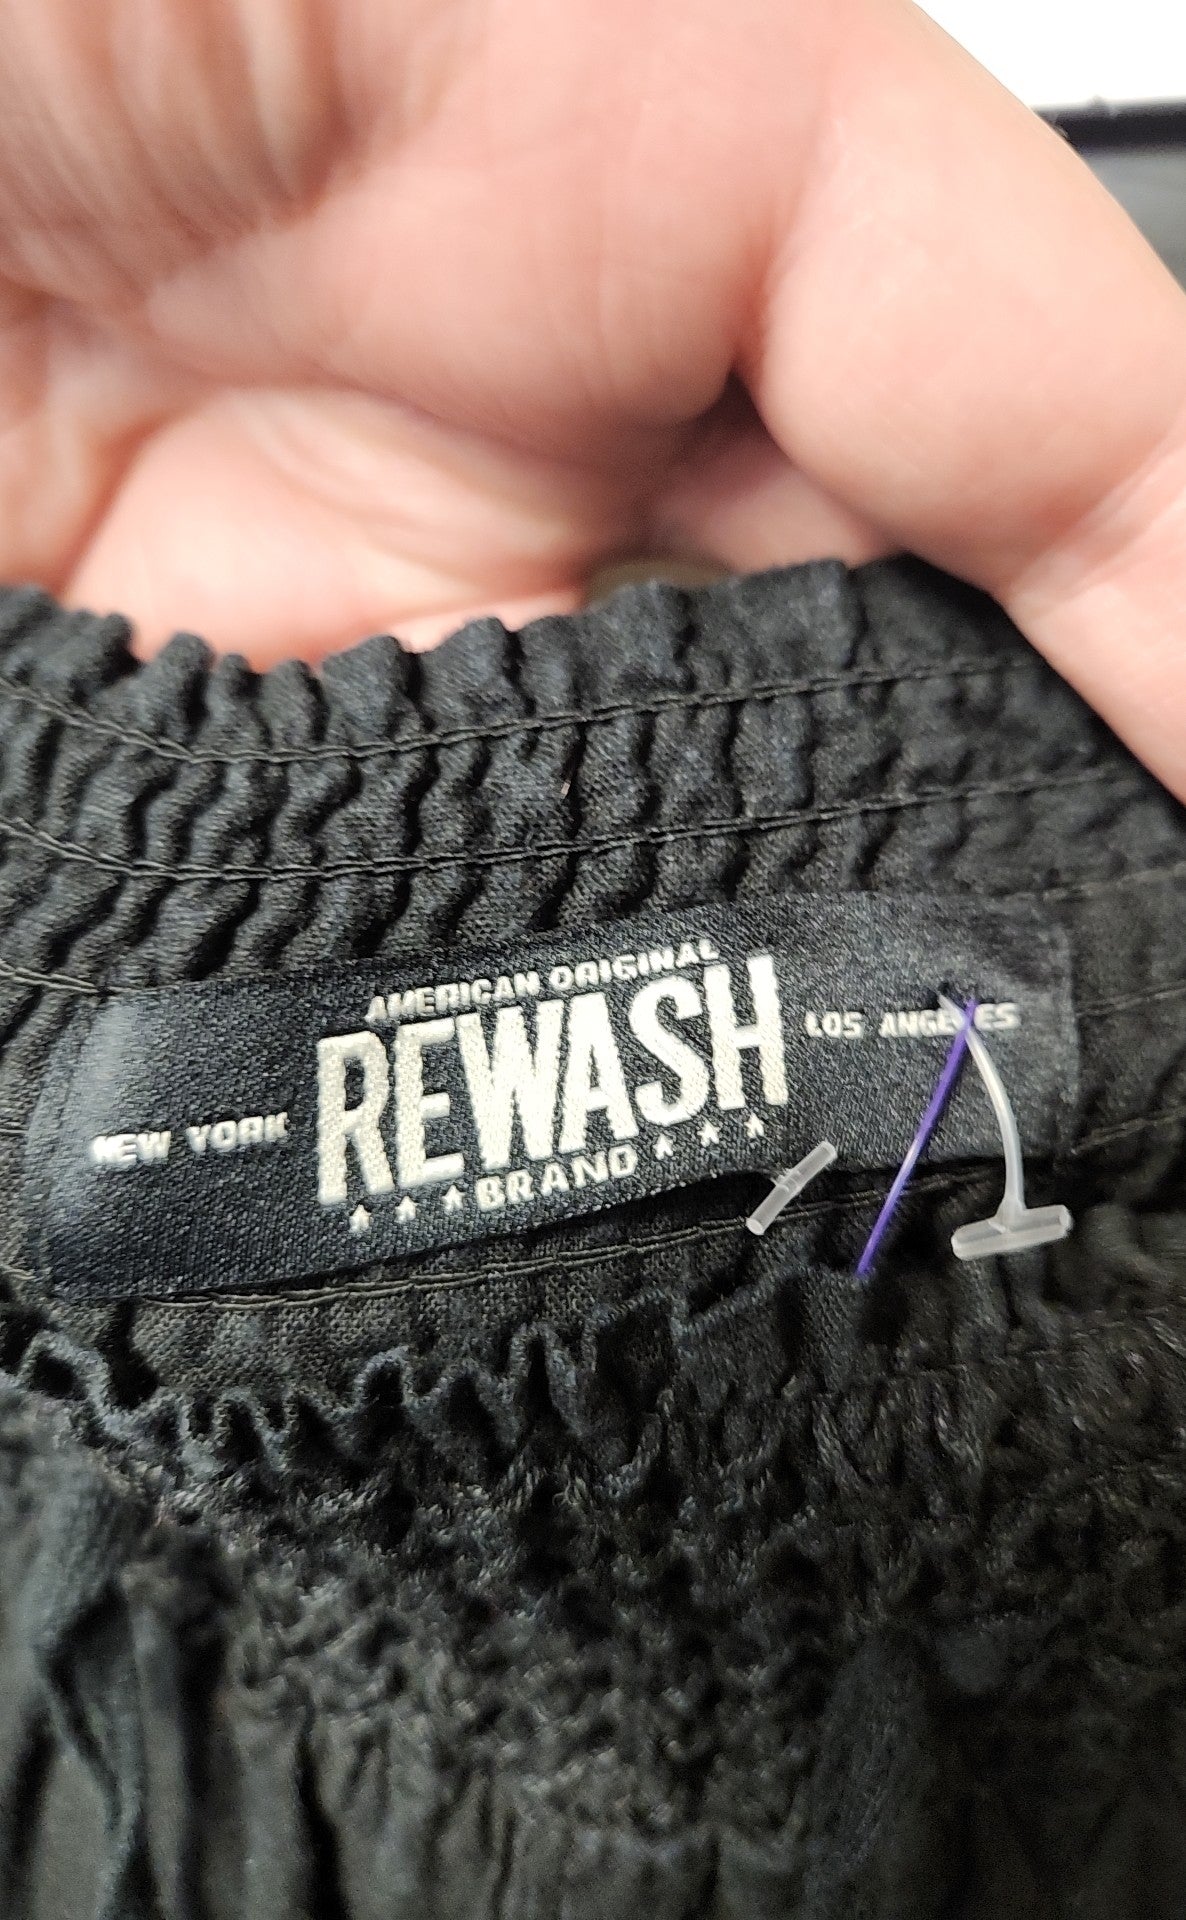 AMERICAN ORIGINAL
NEW YORK REWASH LOS ANGELES
BRAND